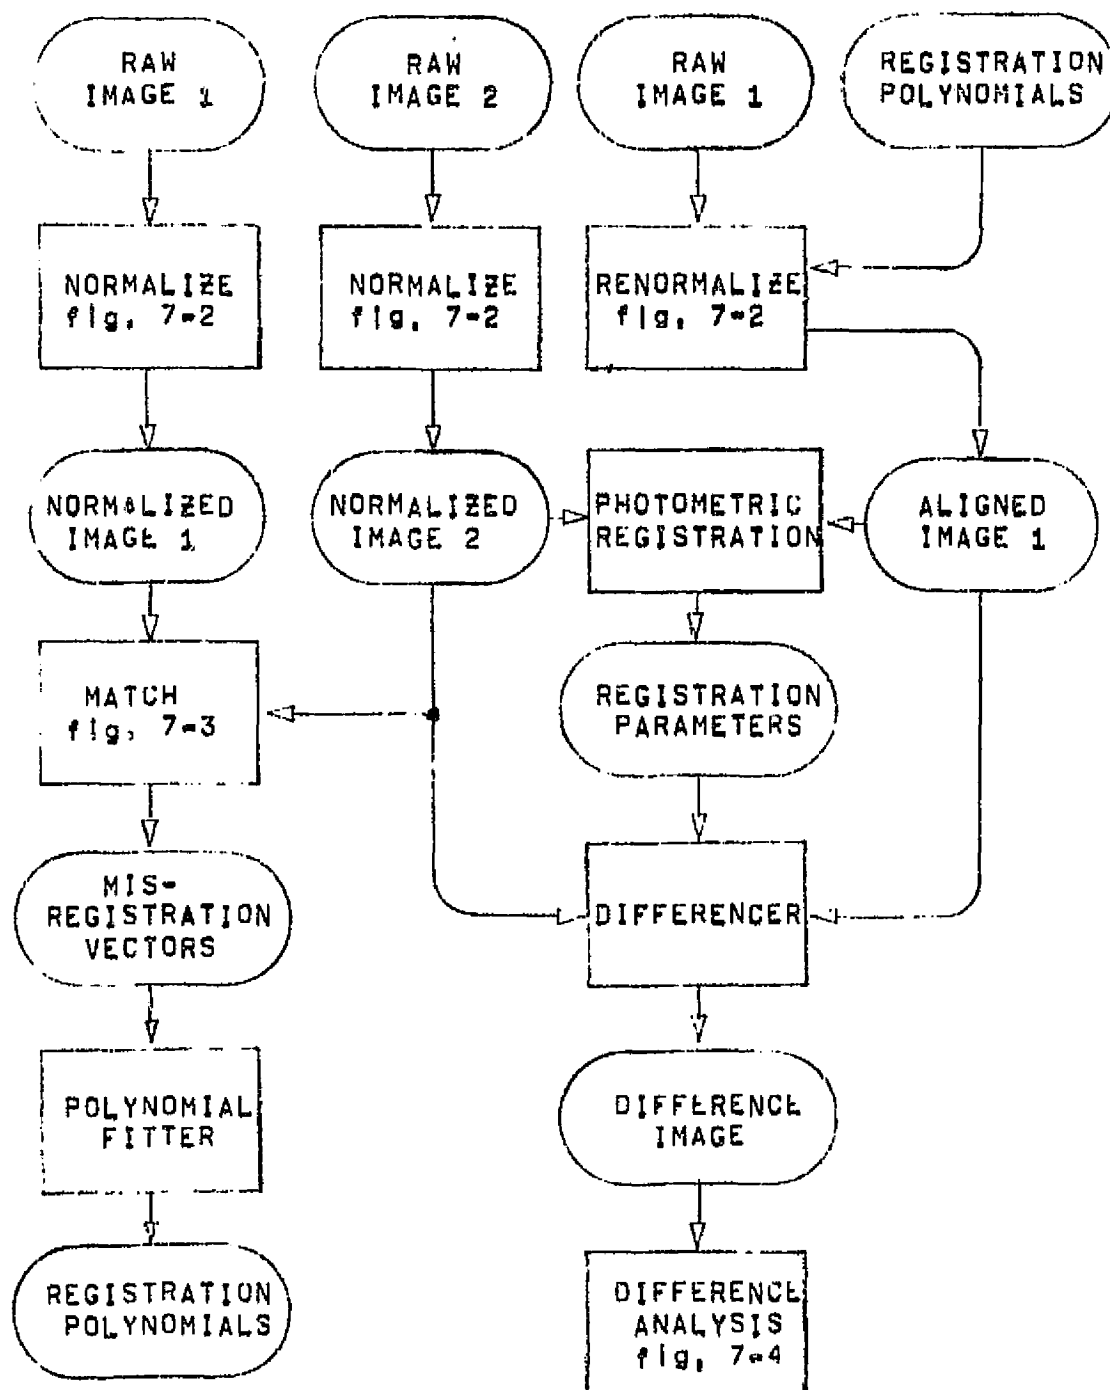 RAW
IMAGE 1
RAW
IMAGE 2
RAW
IMAGE 1
REGISTRATION
POLYNOMIALS
NORMALIZE
fig. 7-2
NORMALIZE
fig. 7-2
RENORMALIZE
fig. 7-2
NORMALIZED
IMAGE 1
NORMALIZED
IMAGE 2
PHOTOMETRIC
REGISTRATION
ALIGNED
IMAGE 1
MATCH
fig. 7-3
REGISTRATION
PARAMETERS
MIS-
REGISTRATION
VECTORS
DIFFERENCER
POLYNOMIAL
FITTER
DIFFERENCE
IMAGE
REGISTRATION
POLYNOMIALS
DIFFERENCE
ANALYSIS
fig. 7-4